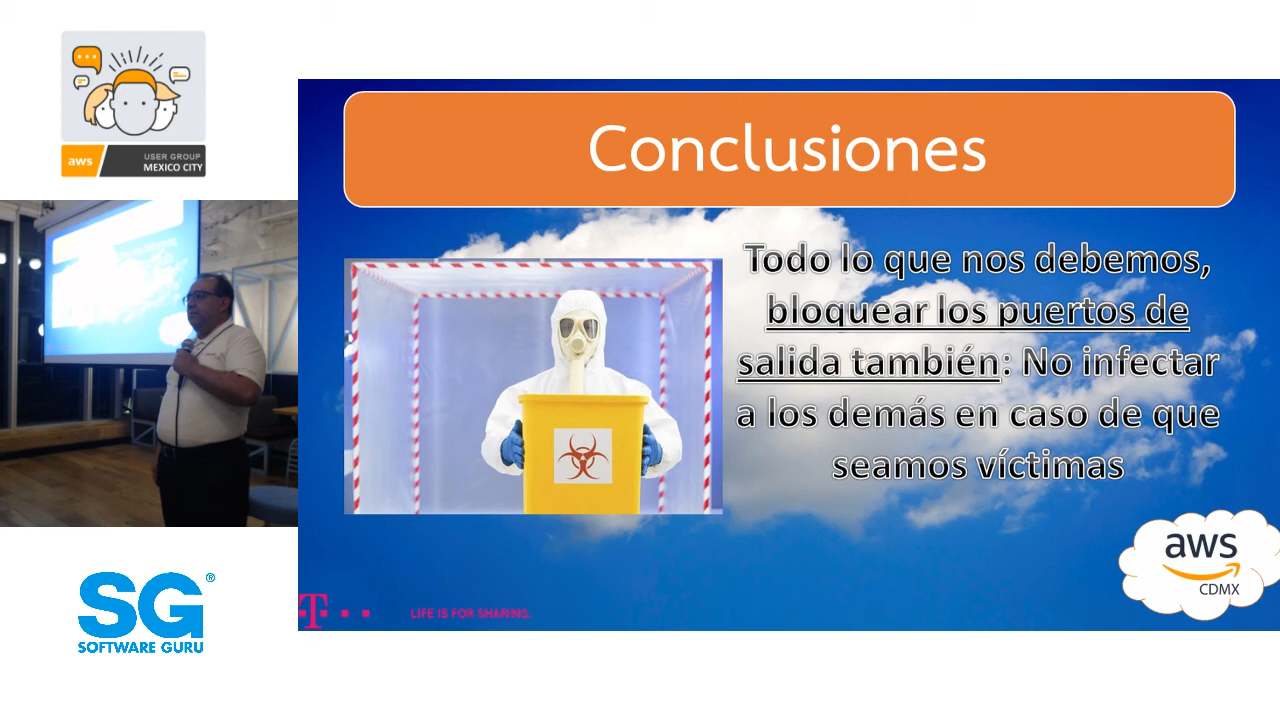 aws
USER GROUP
MEXICO CITY
Conclusiones
Todo lo que nos debemos,
bloquear los puertos de
salida también: No infectar
a los demás en caso de que
seamos víctimas
aws
CDMX
T
LIFE IS FOR SHARING.
SG®
SOFTWARE GURU